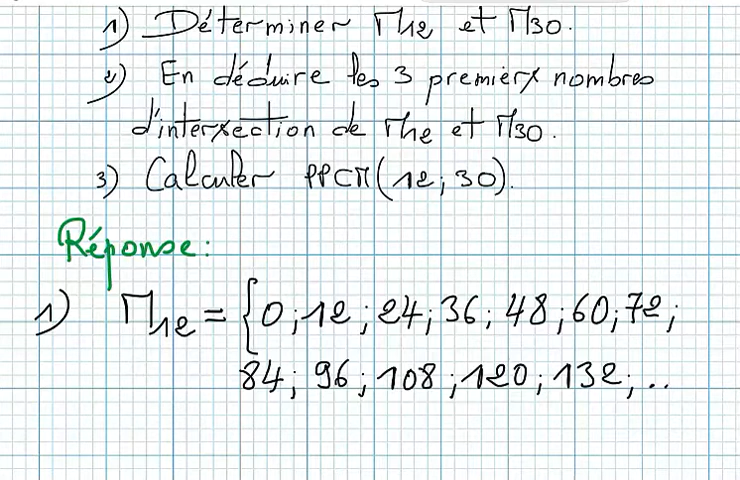 1) Déterminer M12 et M30.
2) En déduire les 3 premiers nombres
d'intersection de M12 et M30.
3) Calculer PPCM(12; 30).
Réponse:
1) M12 = {0; 12; 24; 36; 48; 60; 72;
84; 96; 108; 120; 132; ..